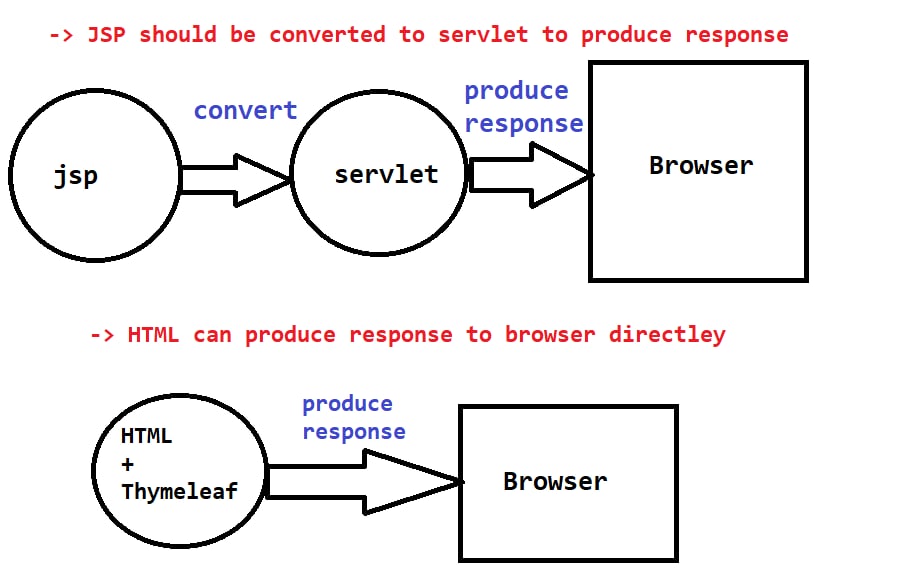 -> JSP should be converted to servlet to produce response
convert
produce
response
jsp
servlet
Browser
-> HTML can produce response to browser directley
produce
response
HTML
+
Thymeleaf
Browser